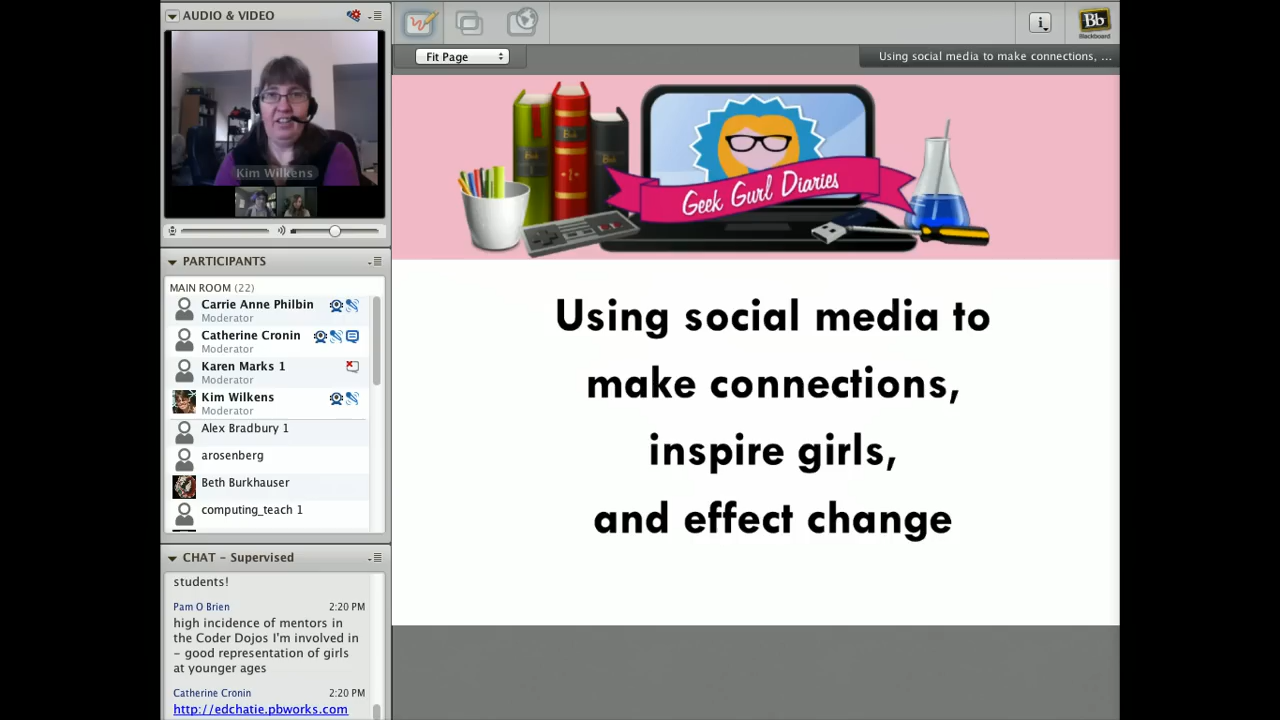 AUDIO & VIDEO
Kim Wilkens
PARTICIPANTS
MAIN ROOM (22)
Carrie Anne Philbin
Moderator
Catherine Cronin
Moderator
Karen Marks 1
Moderator
Kim Wilkens
Moderator
Alex Bradbury 1
arosenberg
Beth Burkhauser
computing_teach 1
CHAT – Supervised
students!
Pam O Brien 2:20 PM
high incidence of mentors in
the Coder Dojos I'm involved in
– good representation of girls
at younger ages
Catherine Cronin 2:20 PM
http://edchatie.pbworks.com
Fit Page
i
Bb
Blackboard
Using social media to make connections, ...
Geek Gurl Diaries
Using social media to
make connections,
inspire girls,
and effect change